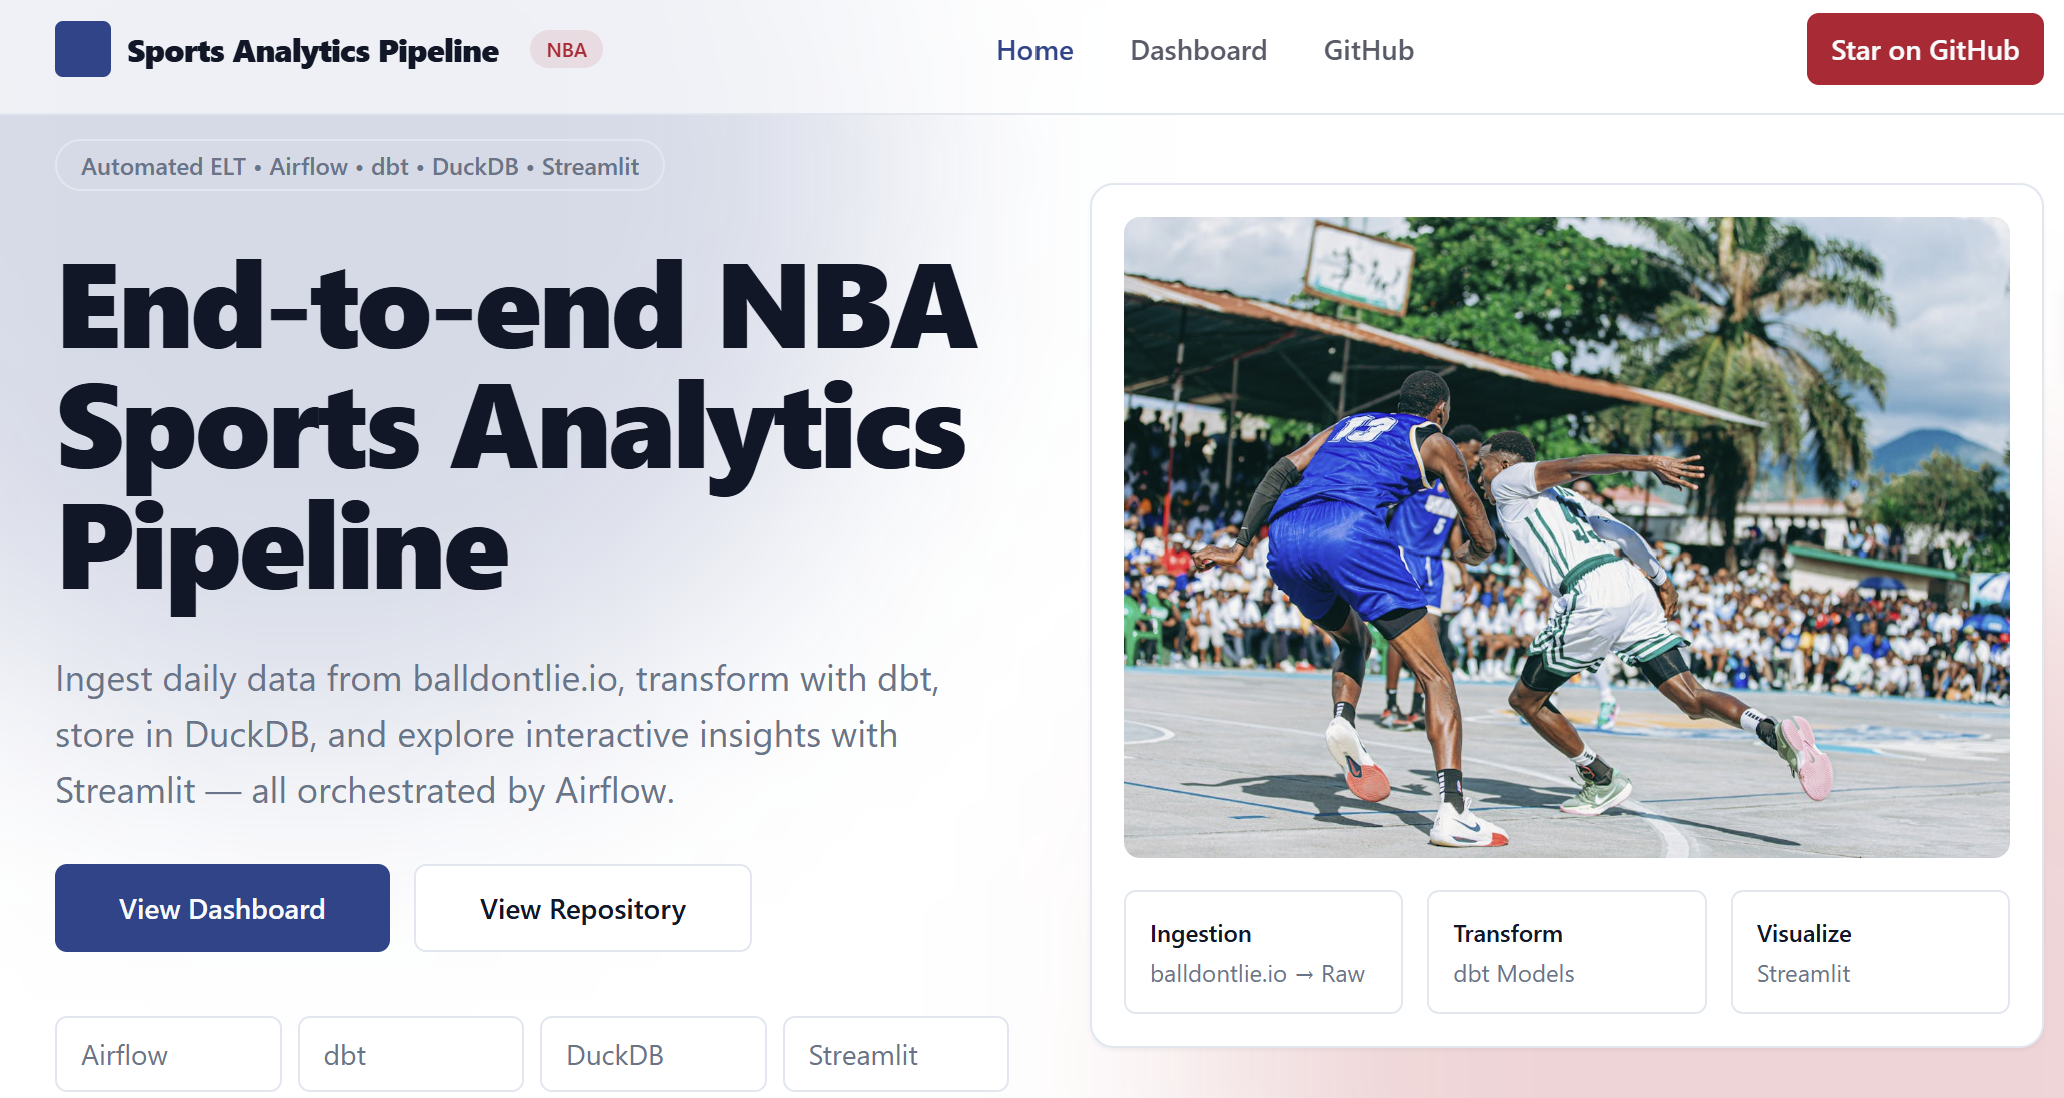 Sports Analytics Pipeline
NBA
Home
Dashboard
GitHub
Star on GitHub
Automated ELT • Airflow • dbt • DuckDB • Streamlit
End-to-end NBA
Sports Analytics
Pipeline
Ingest daily data from balldontlie.io, transform with dbt,
store in DuckDB, and explore interactive insights with
Streamlit — all orchestrated by Airflow.
View Dashboard
View Repository
Airflow
dbt
DuckDB
Streamlit
13
5
Ingestion
balldontlie.io → Raw
Transform
dbt Models
Visualize
Streamlit